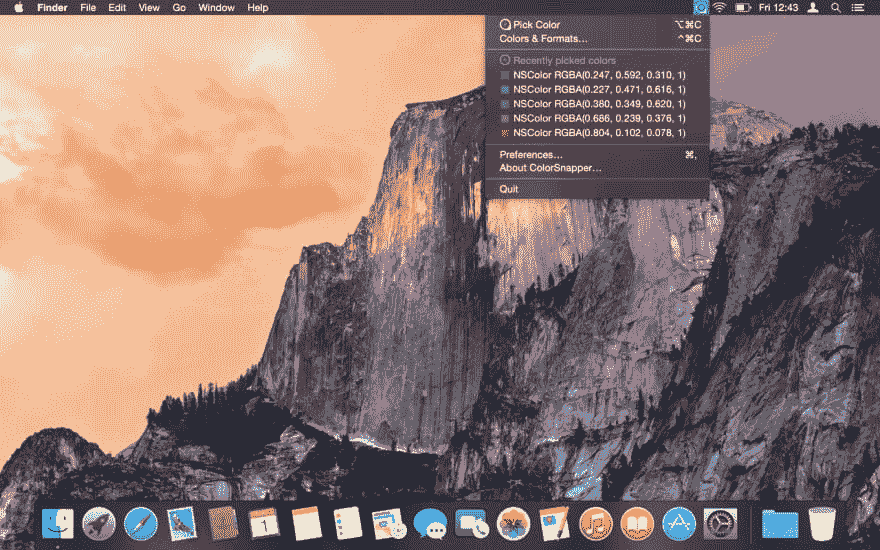 Finder File Edit View Go Window Help Fri 12:43
Pick Color ⌥⌘C
Colors & Formats... ^⌘C
Recently picked colors
NSColor RGBA(0.247, 0.592, 0.310, 1)
NSColor RGBA(0.227, 0.471, 0.616, 1)
NSColor RGBA(0.380, 0.349, 0.620, 1)
NSColor RGBA(0.686, 0.239, 0.376, 1)
NSColor RGBA(0.804, 0.102, 0.078, 1)
Preferences... ⌘,
About ColorSnapper...
Quit
1